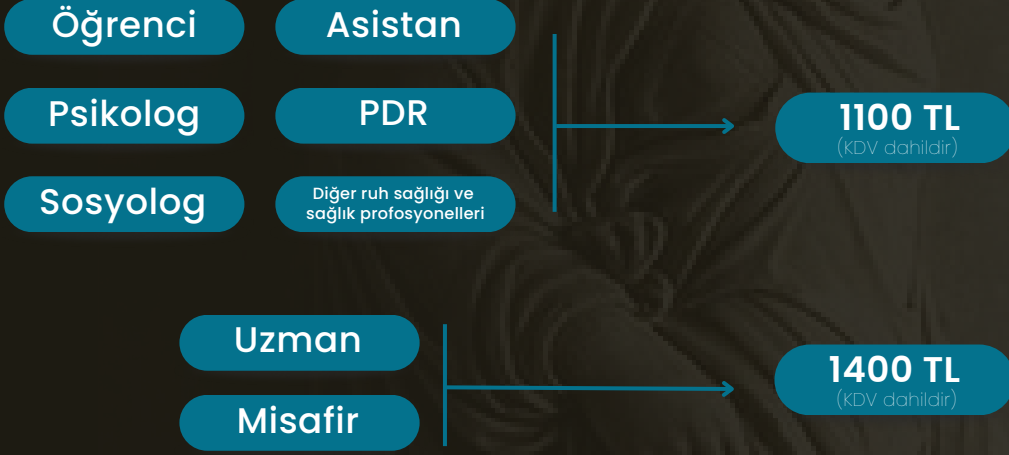 Öğrenci
Asistan
Psikolog
PDR
Sosyolog
Diğer ruh sağlığı ve
sağlık profosyonelleri
1100 TL
(KDV dahildir)
Uzman
Misafir
1400 TL
(KDV dahildir)